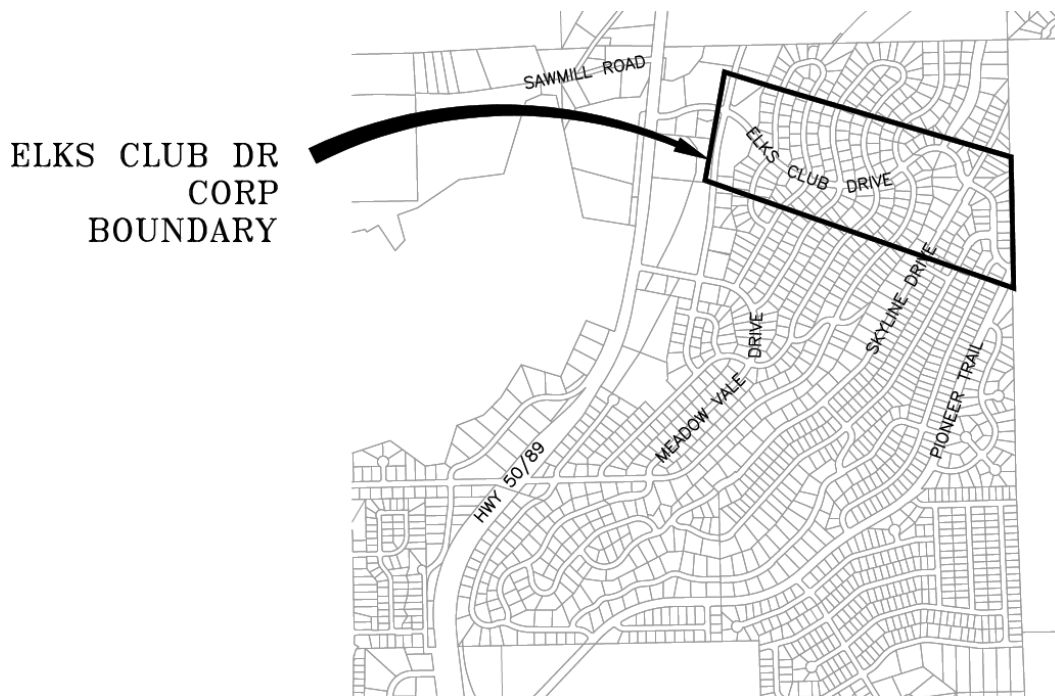 SAWMILL ROAD
ELKS CLUB DR
CORP
BOUNDARY
ELKS CLUB DRIVE
SKYLINE DRIVE
MEADOW VALE DRIVE
PIONEER TRAIL
HWY 50/89